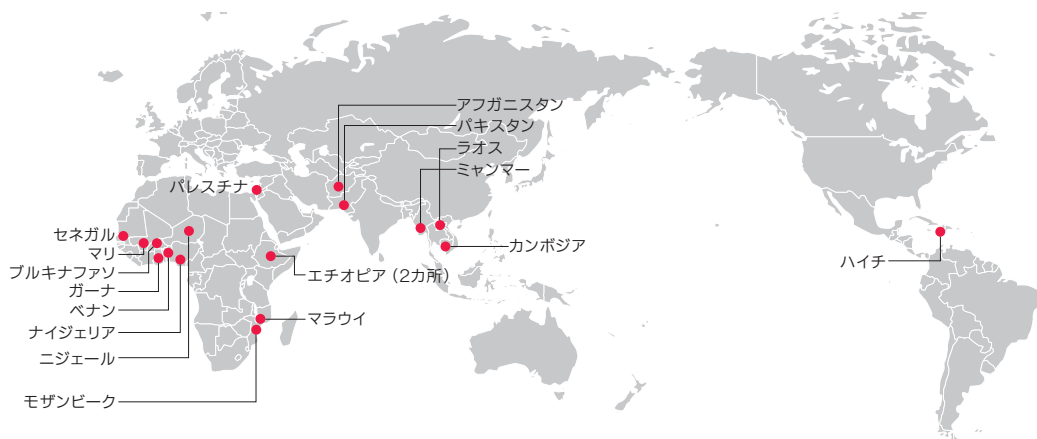 アフガニスタン
パキスタン
ラオス
ミャンマー
パレスチナ
セネガル
マリ
ブルキナファソ
ガーナ
ベナン
ナイジェリア
ニジェール
モザンビーク
エチオピア（2カ所）
マラウイ
カンボジア
ハイチ